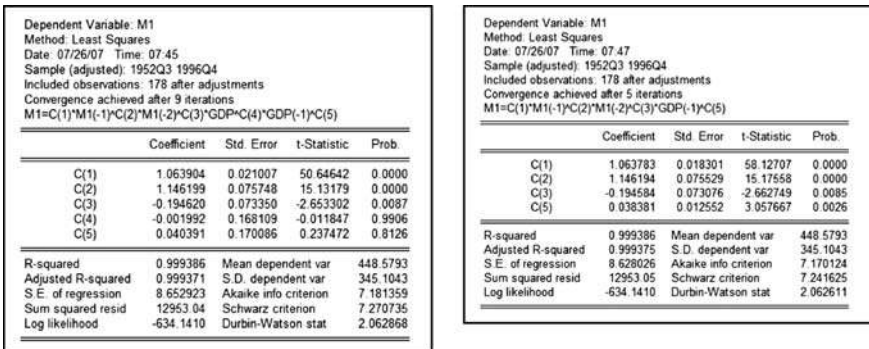 Dependent Variable: M1
Method: Least Squares
Date: 07/26/07 Time: 07:45
Sample (adjusted): 1952Q3 1996Q4
Included observations: 178 after adjustments
Convergence achieved after 9 iterations
M1=C(1)*M1(-1)^C(2)*M1(-2)^C(3)*GDP^C(4)*GDP(-1)^C(5)
Coefficient Std. Error t-Statistic Prob.
C(1) 1.063904 0.021007 50.64642 0.0000
C(2) 1.146199 0.075748 15.13179 0.0000
C(3) -0.194620 0.073350 -2.653302 0.0087
C(4) -0.001992 0.168109 -0.011847 0.9906
C(5) 0.040391 0.170086 0.237472 0.8126
R-squared 0.999386 Mean dependent var 448.5793
Adjusted R-squared 0.999371 S.D. dependent var 345.1043
S.E. of regression 8.652923 Akaike info criterion 7.181359
Sum squared resid 12953.04 Schwarz criterion 7.270735
Log likelihood -634.1410 Durbin-Watson stat 2.062868
Dependent Variable: M1
Method: Least Squares
Date: 07/26/07 Time: 07:47
Sample (adjusted): 1952Q3 1996Q4
Included observations: 178 after adjustments
Convergence achieved after 5 iterations
M1=C(1)*M1(-1)^C(2)*M1(-2)^C(3)*GDP(-1)^C(5)
Coefficient Std. Error t-Statistic Prob.
C(1) 1.063783 0.018301 58.12707 0.0000
C(2) 1.146194 0.075529 15.17558 0.0000
C(3) -0.194584 0.073076 -2.662749 0.0085
C(5) 0.038381 0.012552 3.057667 0.0026
R-squared 0.999386 Mean dependent var 448.5793
Adjusted R-squared 0.999375 S.D. dependent var 345.1043
S.E. of regression 8.628026 Akaike info criterion 7.170124
Sum squared resid 12953.05 Schwarz criterion 7.241625
Log likelihood -634.1410 Durbin-Watson stat 2.062611